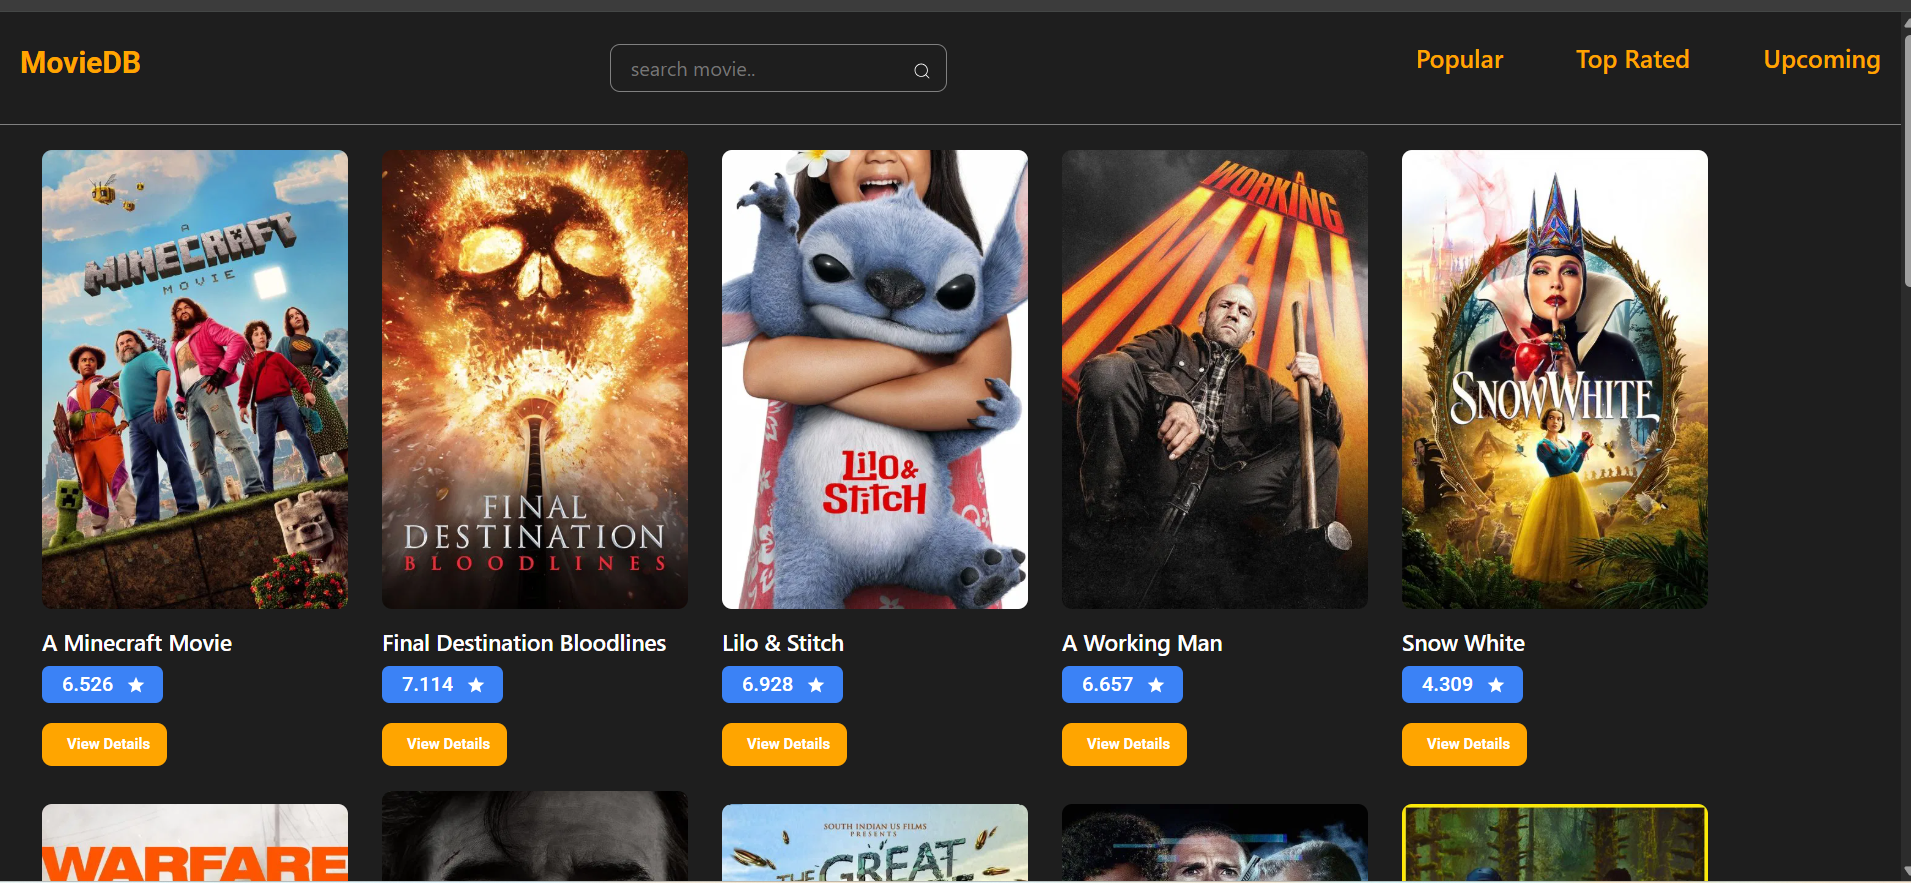 MovieDB
search movie..
Popular
Top Rated
Upcoming
A
MINECRAFT
MOVIE
FINAL
DESTINATION
BLOODLINES
LILO &
STITCH
A
WORKING
MAN
SNOW WHITE
A Minecraft Movie
Final Destination Bloodlines
Lilo & Stitch
A Working Man
Snow White
6.526
7.114
6.928
6.657
4.309
View Details
View Details
View Details
View Details
View Details
WARFARE
SOUTH INDIAN US FILMS
PRESENTS
THE GREAT